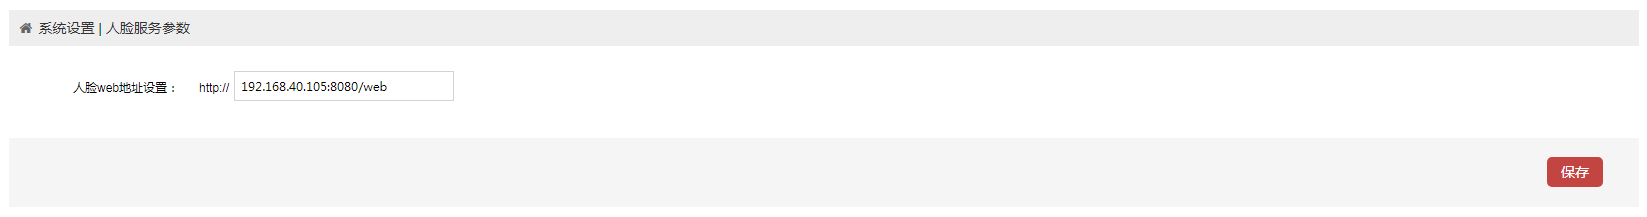 系统设置 | 人脸服务参数
人脸web地址设置： http:// 192.168.40.105:8080/web
保存